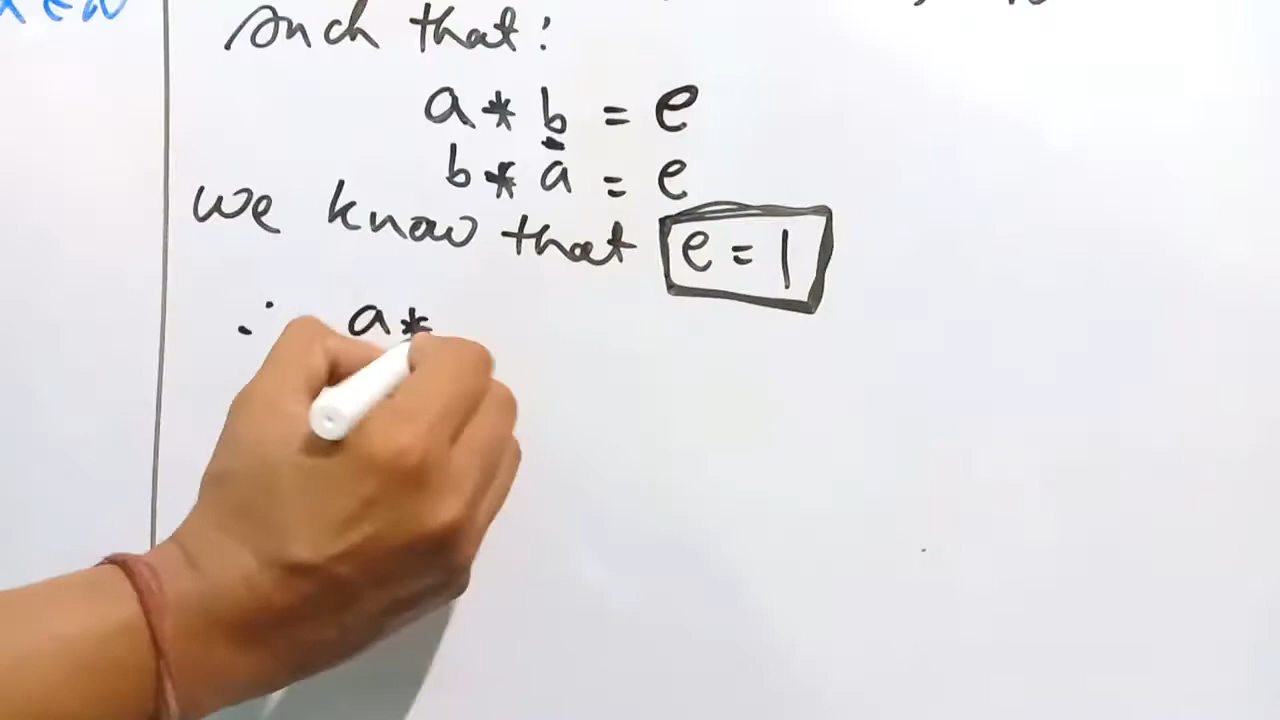 such that:
a * b = e
b * a = e
we know that e = 1
∴ a *